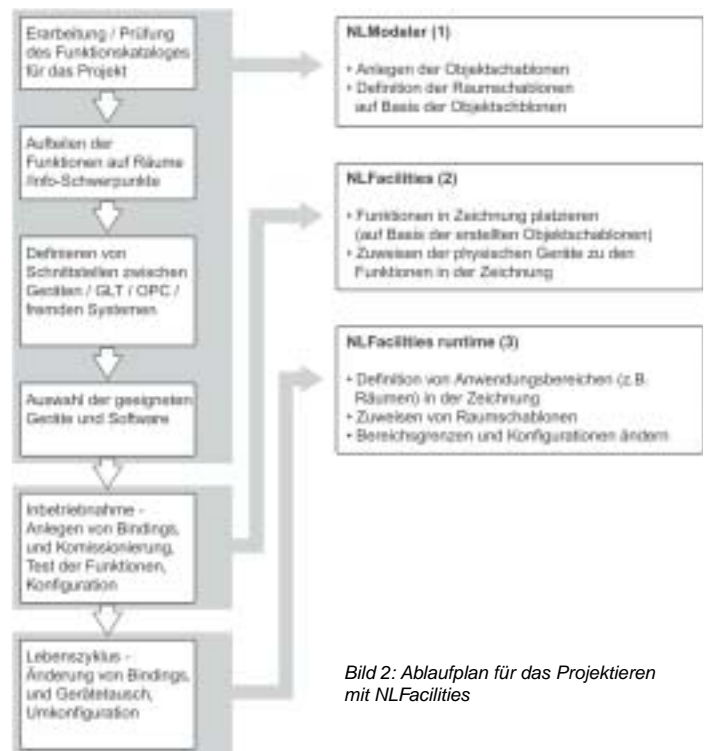 Erarbeitung / Prüfung
des Funktionskataloges
für das Projekt
Aufteilen der
Funktionen auf Räume
/Info-Schwerpunkte
Definieren von
Schnittstellen zwischen
Geräten / GLT / OPC /
fremden Systemen
Auswahl der geeigneten
Geräte und Software
Inbetriebnahme -
Anlegen von Bindings,
und Komissionierung,
Test der Funktionen,
Konfiguration
Lebenszyklus -
Änderung von Bindings,
und Gerätetausch,
Umkonfiguration
NLModeler (1)
• Anlegen der Objektschablonen
• Definition der Raumschablonen
auf Basis der Objektschblonen
NLFacilities (2)
• Funktionen in Zeichnung platzieren
(auf Basis der erstellten Objektschablonen)
• Zuweisen der physischen Geräte zu den
Funktionen in der Zeichnung
NLFacilities runtime (3)
• Definition von Anwendungsbereichen (z.B.
Räumen) in der Zeichnung
• Zuweisen von Raumschablonen
• Bereichsgrenzen und Konfigurationen ändern
Bild 2: Ablaufplan für das Projektieren
mit NLFacilities